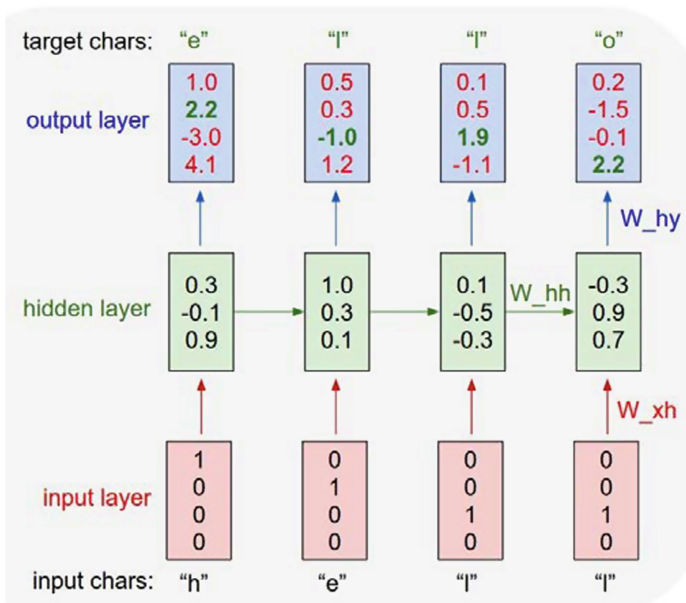 target chars: “e” “l” “l” “o”
output layer
1.0 0.5 0.1 0.2
2.2 0.3 0.5 -1.5
-3.0 -1.0 1.9 -0.1
4.1 1.2 -1.1 2.2
W_hy
hidden layer
0.3 1.0 0.1 -0.3
-0.1 0.3 -0.5 0.9
0.9 0.1 -0.3 0.7
W_hh
W_xh
input layer
1 0 0 0
0 1 0 0
0 0 1 1
0 0 0 0
input chars: “h” “e” “l” “l”